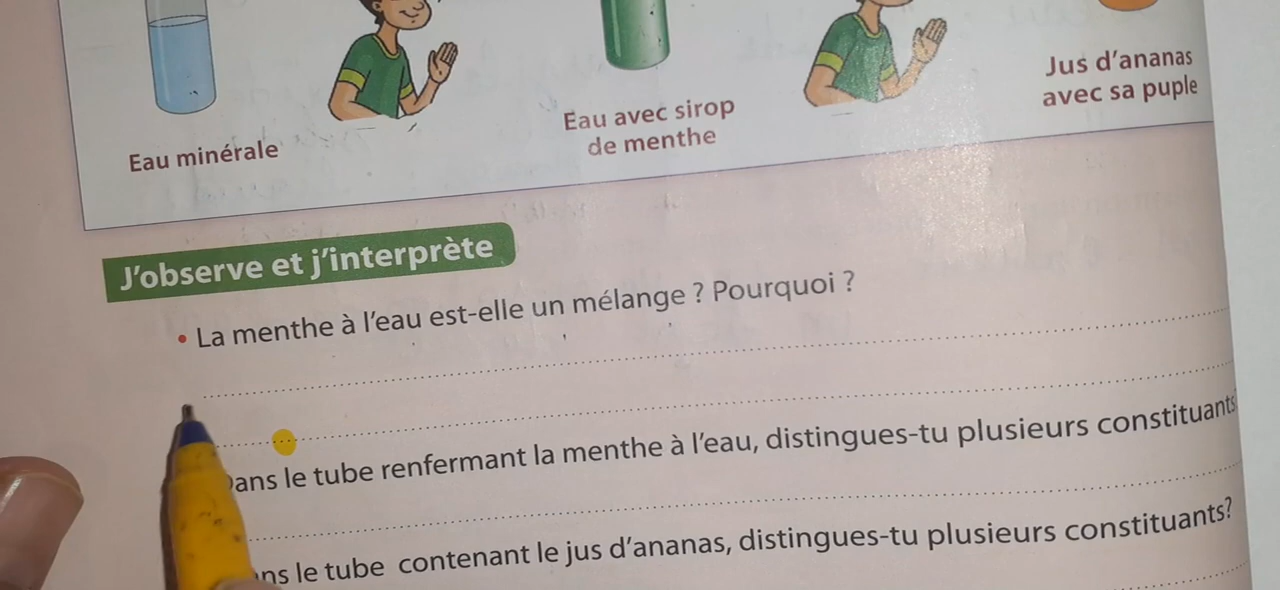 Eau minérale
Eau avec sirop
de menthe
Jus d'ananas
avec sa puple
J'observe et j'interprète
• La menthe à l'eau est-elle un mélange ? Pourquoi ?
le tube renfermant la menthe à l'eau, distingues-tu plusieurs constituants
le tube contenant le jus d'ananas, distingues-tu plusieurs constituants?